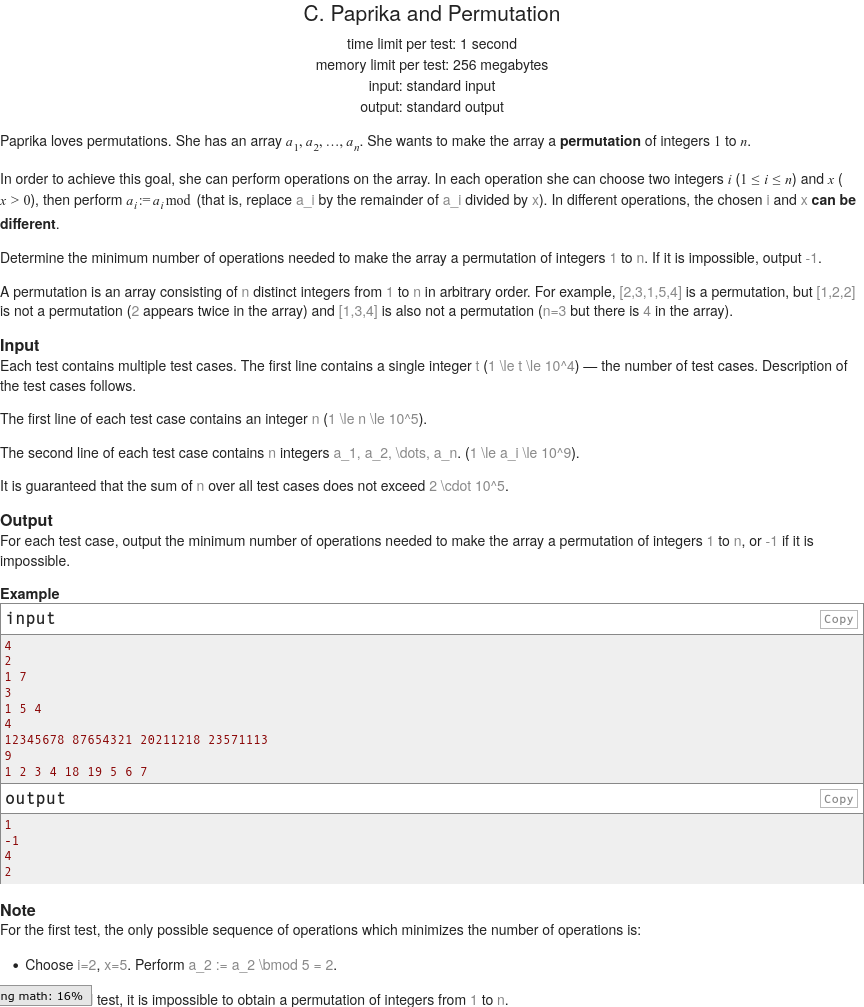 C. Paprika and Permutation
time limit per test: 1 second
memory limit per test: 256 megabytes
input: standard input
output: standard output
Paprika loves permutations. She has an array a1, a2, …, an. She wants to make the array a permutation of integers 1 to n.
In order to achieve this goal, she can perform operations on the array. In each operation she can choose two integers i (1 ≤ i ≤ n) and x (
x > 0), then perform ai := ai mod (that is, replace a_i by the remainder of a_i divided by x). In different operations, the chosen i and x can be
different.
Determine the minimum number of operations needed to make the array a permutation of integers 1 to n. If it is impossible, output -1.
A permutation is an array consisting of n distinct integers from 1 to n in arbitrary order. For example, [2,3,1,5,4] is a permutation, but [1,2,2]
is not a permutation (2 appears twice in the array) and [1,3,4] is also not a permutation (n=3 but there is 4 in the array).
Input
Each test contains multiple test cases. The first line contains a single integer t (1 \le t \le 10^4) — the number of test cases. Description of
the test cases follows.
The first line of each test case contains an integer n (1 \le n \le 10^5).
The second line of each test case contains n integers a_1, a_2, \dots, a_n. (1 \le a_i \le 10^9).
It is guaranteed that the sum of n over all test cases does not exceed 2 \cdot 10^5.
Output
For each test case, output the minimum number of operations needed to make the array a permutation of integers 1 to n, or -1 if it is
impossible.
Example
input
Copy
4
2
1 7
3
1 5 4
4
12345678 87654321 20211218 23571113
9
1 2 3 4 18 19 5 6 7
output
Copy
1
-1
4
2
Note
For the first test, the only possible sequence of operations which minimizes the number of operations is:
• Choose i=2, x=5. Perform a_2 := a_2 \bmod 5 = 2.
ng math: 16% test, it is impossible to obtain a permutation of integers from 1 to n.